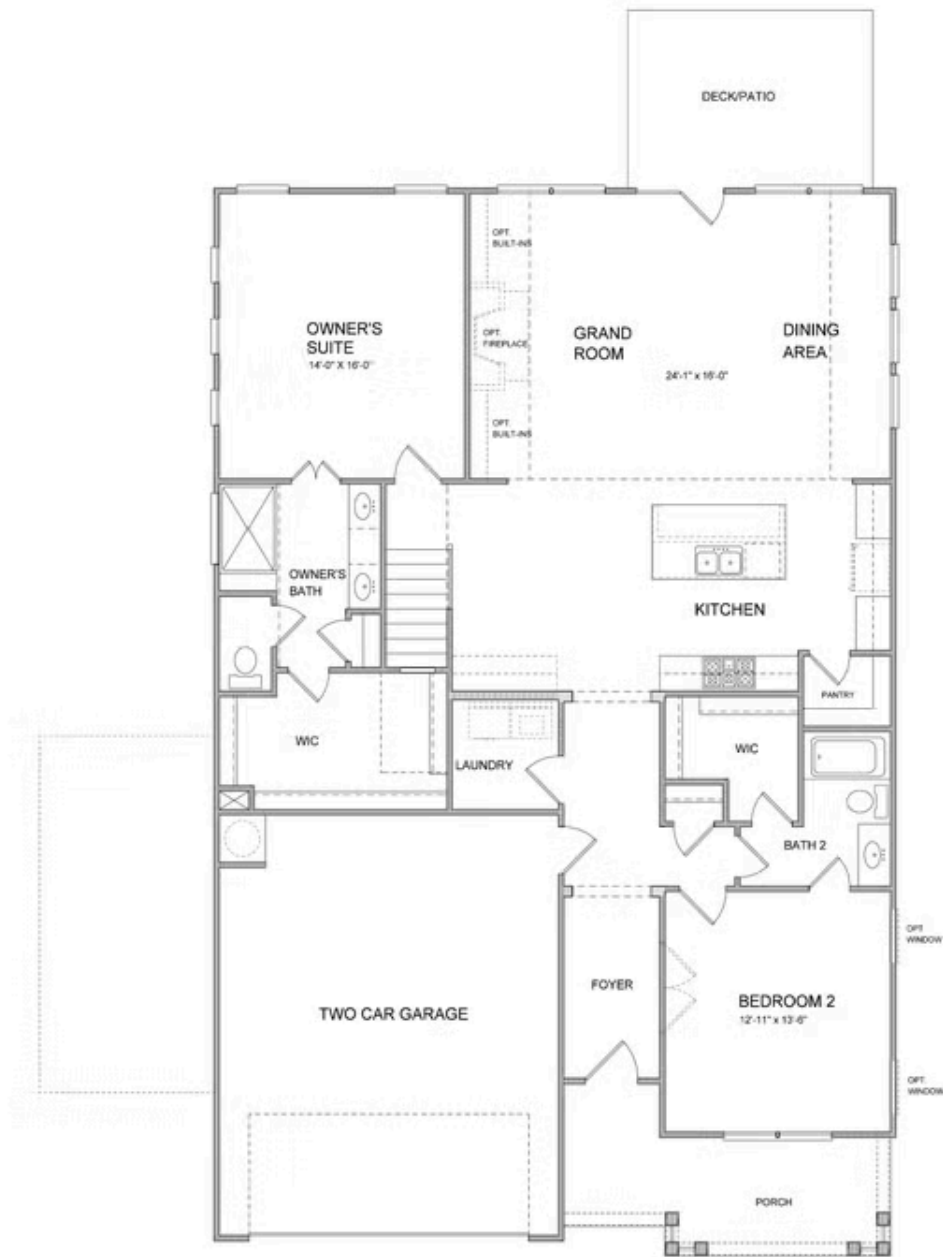 DECK/PATIO
OPT.
BUILT-INS
OWNER'S
SUITE
14'-0" X 16'-0"
OPT.
FIREPLACE
GRAND
ROOM
DINING
AREA
24'-1" x 16'-0"
OPT.
BUILT-INS
OWNER'S
BATH
KITCHEN
PANTRY
WIC
LAUNDRY
WIC
BATH 2
OPT
WINDOW
FOYER
BEDROOM 2
12'-11" x 13'-6"
TWO CAR GARAGE
OPT.
WINDOW
PORCH